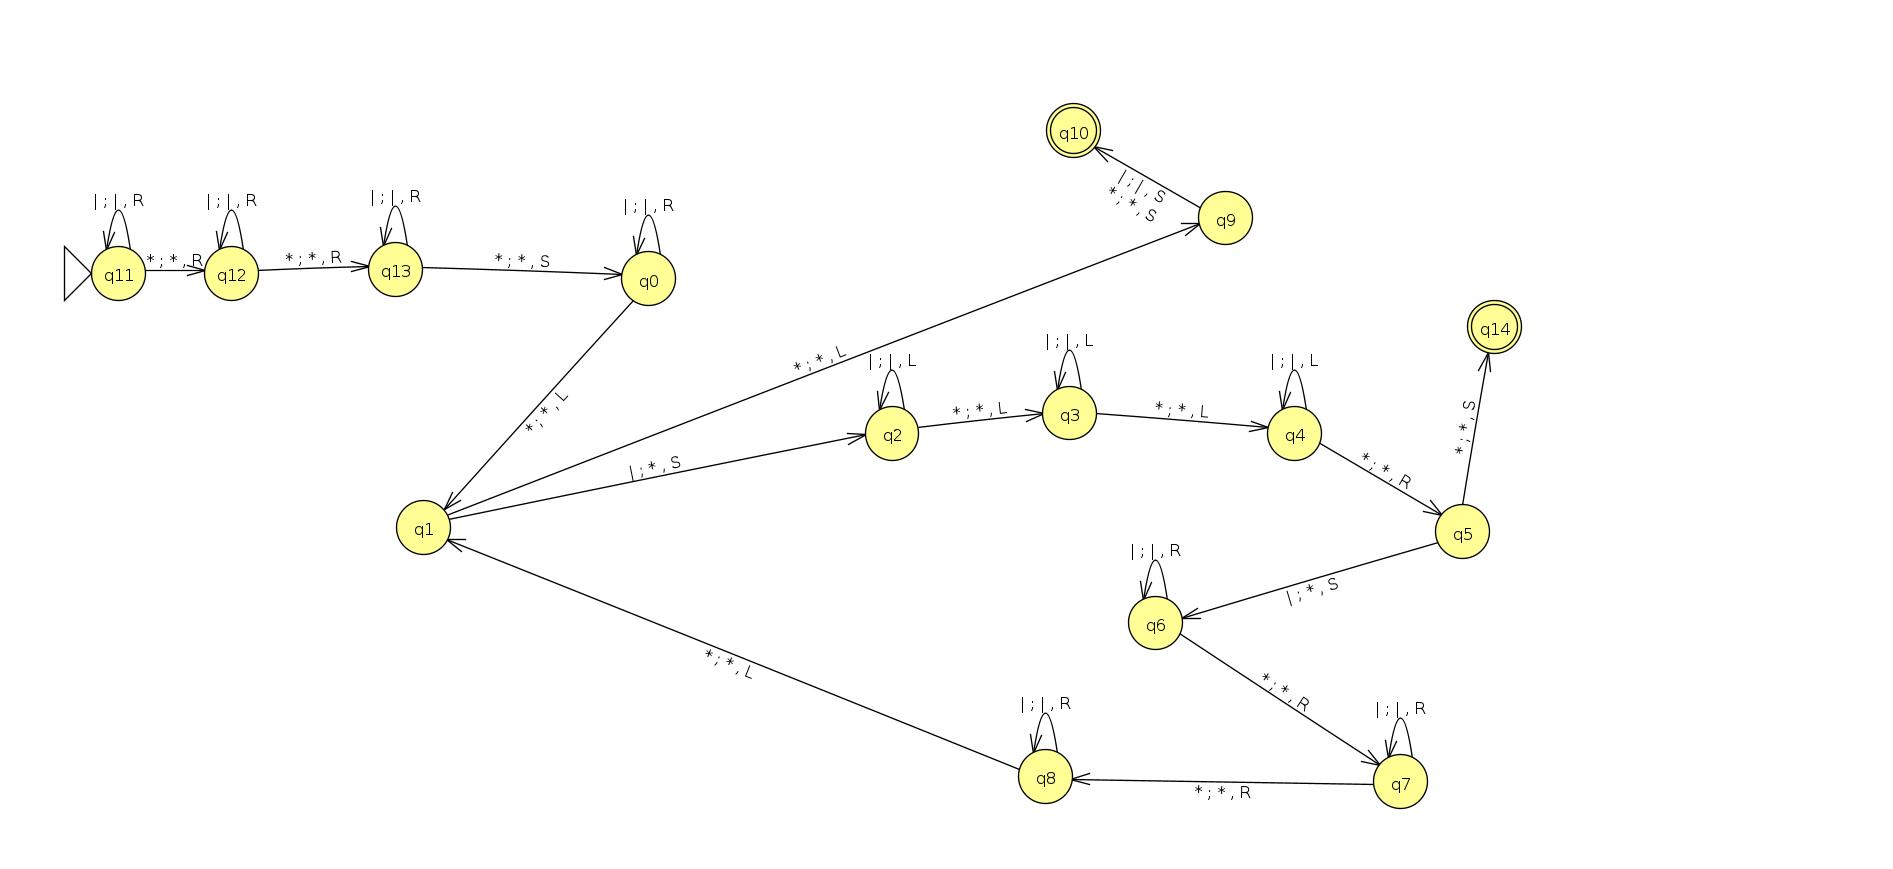 q10
| ; | , S
* ; * , S
q9
| ; | , R
| ; | , R
| ; | , R
| ; | , R
q11
* ; * , R
q12
* ; * , R
q13
* ; * , S
q0
* ; * , L
* ; * , L
| ; | , L
| ; | , L
| ; | , L
q14
q2
* ; * , L
q3
* ; * , L
q4
* ; * , R
* ; * , S
q1
| ; * , S
q5
| ; * , S
| ; | , R
q6
* ; * , R
* ; * , L
| ; | , R
| ; | , R
q8
* ; * , R
q7